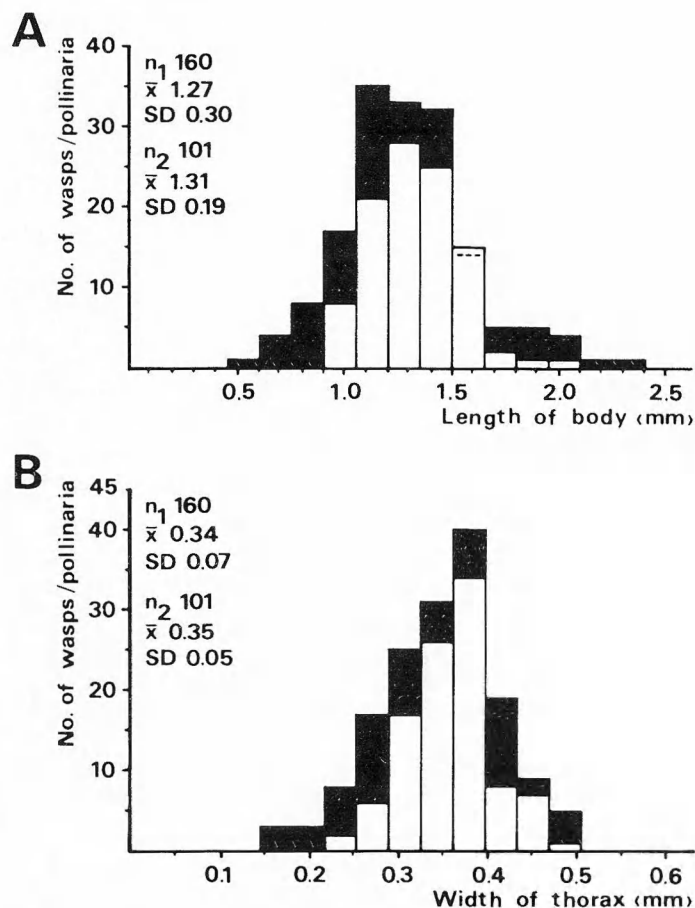 A
No. of wasps/pollinaria
40
30
20
10
n1 160
x̄ 1.27
SD 0.30
n2 101
x̄ 1.31
SD 0.19
0.5 1.0 1.5 2.0 2.5
Length of body (mm)
B
No. of wasps/pollinaria
45
40
30
20
10
n1 160
x̄ 0.34
SD 0.07
n2 101
x̄ 0.35
SD 0.05
0.1 0.2 0.3 0.4 0.5 0.6
Width of thorax (mm)